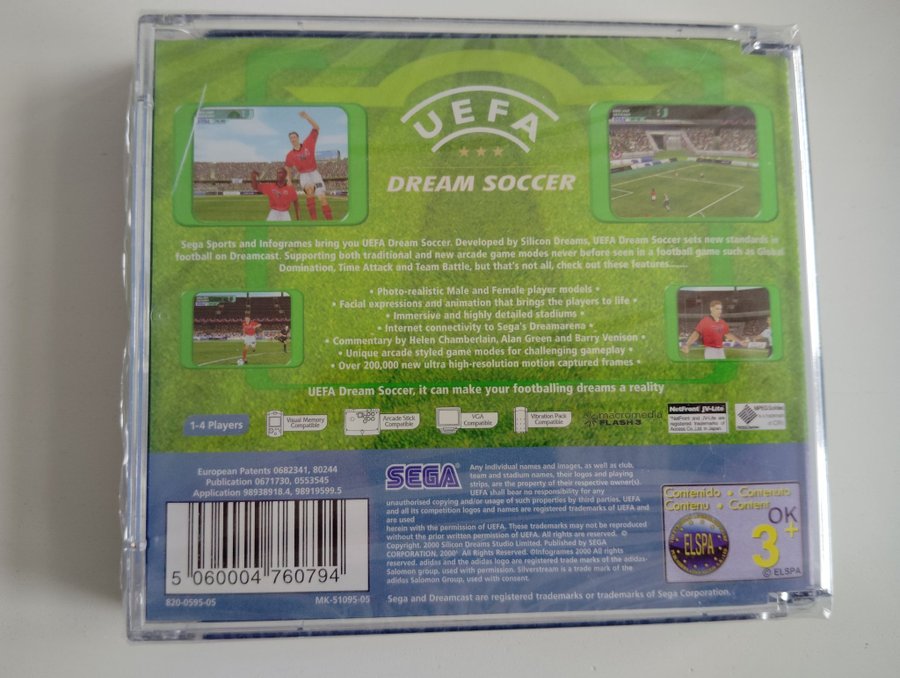 UEFA
DREAM SOCCER
Sega Sports and Infogrames bring you UEFA Dream Soccer. Developed by Silicon Dreams, UEFA Dream Soccer sets new standards in
football on Dreamcast. Supporting both traditional and new arcade game modes never before seen in a football game such as Global
Domination, Time Attack and Team Battle, but that's not all, check out these features......
• Photo-realistic Male and Female player models •
• Facial expressions and animation that brings the players to life •
• Immersive and highly detailed stadiums •
• Internet connectivity to Sega's Dreamarena •
• Commentary by Helen Chamberlain, Alan Green and Barry Venison •
• Unique arcade styled game modes for challenging gameplay •
• Over 200,000 new ultra high-resolution motion captured frames •
UEFA Dream Soccer, it can make your footballing dreams a reality
1-4 Players
Visual Memory
Compatible
Arcade Stick
Compatible
VGA
Compatible
Vibration Pack
Compatible
macromedia
FLASH 3
NetFront JV-Lite
"NetFront and JV-Lite are
registered trademarks of
Access Co., Ltd. in Japan.
European Patents 0682341, 80244
Publication 0671730, 0553545
Application 98938918.4, 98919599.5
SEGA
Any individual names and images, as well as club,
team and stadium names, their logos and playing
strips, are the property of their respective owner(s).
UEFA shall bear no responsibility for any
unauthorised copying and/or usage of such properties by third parties. UEFA
and all its competition logos and names are registered trademarks of UEFA and
are used
herein with the permission of UEFA. These trademarks may not be reproduced
without the prior written permission of UEFA. All rights are reserved. ©
Copyright. 2000 Silicon Dreams Studio Limited. Published by SEGA
CORPORATION, 2000. All Rights Reserved. ©Infogrames 2000 All rights
reserved. adidas and the adidas logo are registered trade marks of the adidas-
Salomon group, used with permission. Silverstream is a trade mark of the
adidas Salomon Group, used with consent.
Sega and Dreamcast are registered trademarks or trademarks of Sega Corporation.
5 060004 760794
820-0595-05
MK-51095-05
Contenido • Contenuto
Contenu • Content
ELSPA
OK
3+
© ELSPA